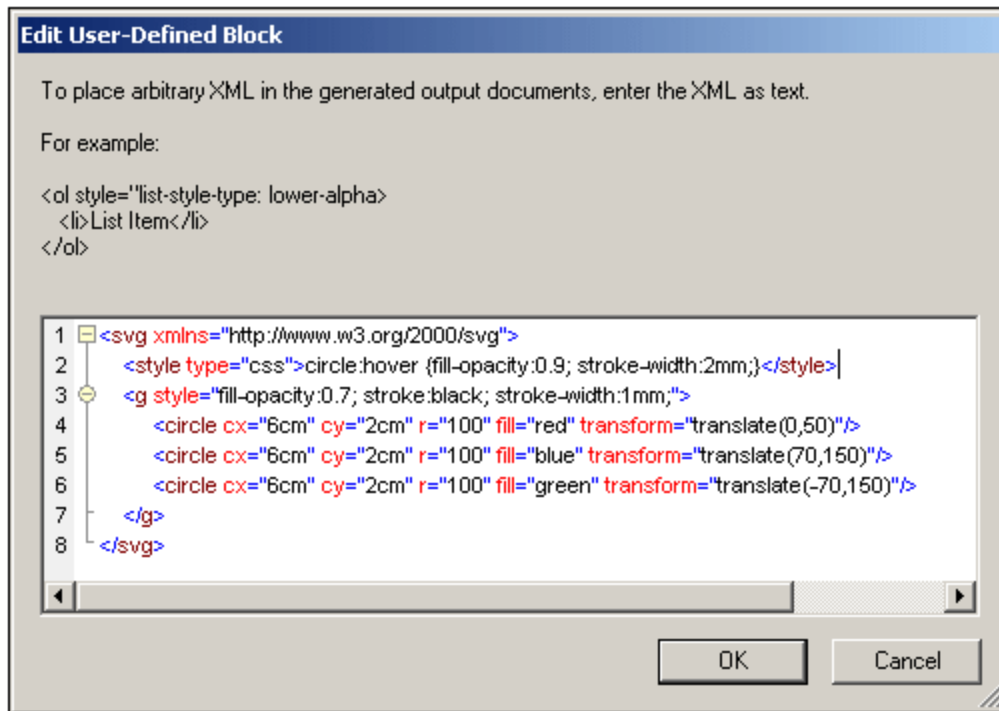 Edit User-Defined Block
To place arbitrary XML in the generated output documents, enter the XML as text.
For example:
<ol style="list-style-type: lower-alpha>
<li>List Item</li>
</ol>
1 <svg xmlns="http://www.w3.org/2000/svg">
2 <style type="css">circle:hover {fill-opacity:0.9; stroke-width:2mm;}</style>
3 <g style="fill-opacity:0.7; stroke:black; stroke-width:1mm;">
4 <circle cx="6cm" cy="2cm" r="100" fill="red" transform="translate(0,50)"/>
5 <circle cx="6cm" cy="2cm" r="100" fill="blue" transform="translate(70,150)"/>
6 <circle cx="6cm" cy="2cm" r="100" fill="green" transform="translate(-70,150)"/>
7 </g>
8 </svg>
OK Cancel